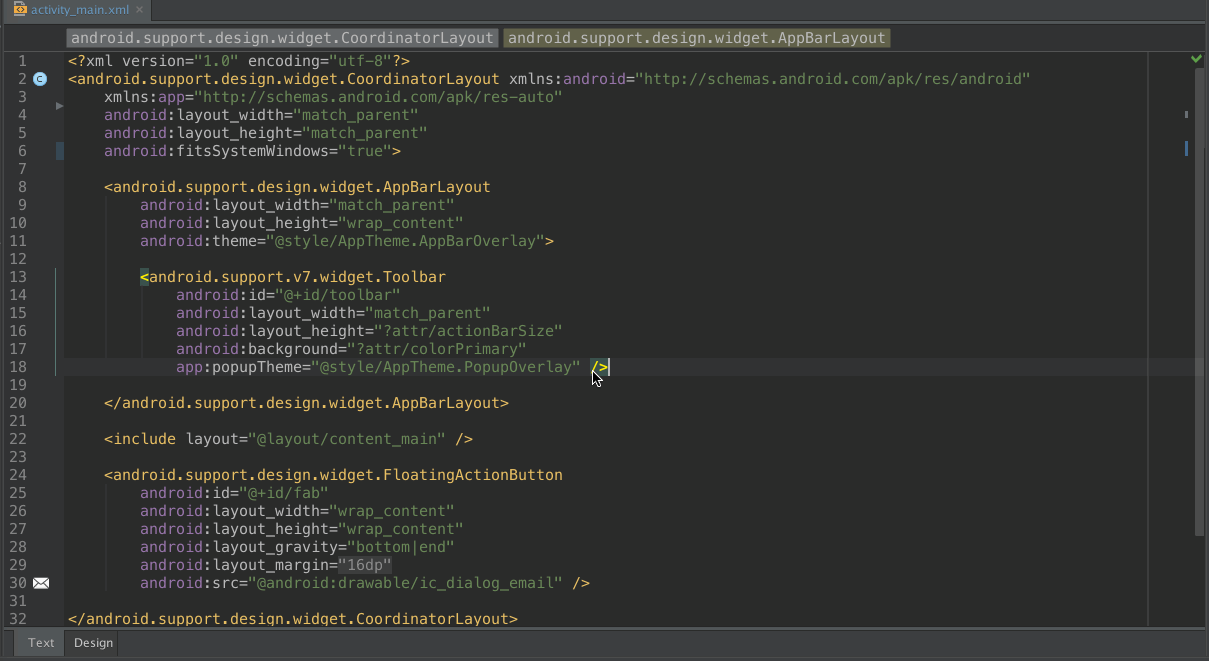 activity_main.xml ×
android.support.design.widget.CoordinatorLayout android.support.design.widget.AppBarLayout
1 <?xml version="1.0" encoding="utf-8"?>
2 C <android.support.design.widget.CoordinatorLayout xmlns:android="http://schemas.android.com/apk/res/android"
3 xmlns:app="http://schemas.android.com/apk/res-auto"
4 android:layout_width="match_parent"
5 android:layout_height="match_parent"
6 android:fitsSystemWindows="true">
7
8 <android.support.design.widget.AppBarLayout
9 android:layout_width="match_parent"
10 android:layout_height="wrap_content"
11 android:theme="@style/AppTheme.AppBarOverlay">
12
13 <android.support.v7.widget.Toolbar
14 android:id="@+id/toolbar"
15 android:layout_width="match_parent"
16 android:layout_height="?attr/actionBarSize"
17 android:background="?attr/colorPrimary"
18 app:popupTheme="@style/AppTheme.PopupOverlay" />
19
20 </android.support.design.widget.AppBarLayout>
21
22 <include layout="@layout/content_main" />
23
24 <android.support.design.widget.FloatingActionButton
25 android:id="@+id/fab"
26 android:layout_width="wrap_content"
27 android:layout_height="wrap_content"
28 android:layout_gravity="bottom|end"
29 android:layout_margin="16dp"
30 android:src="@android:drawable/ic_dialog_email" />
31
32 </android.support.design.widget.CoordinatorLayout>
Text Design